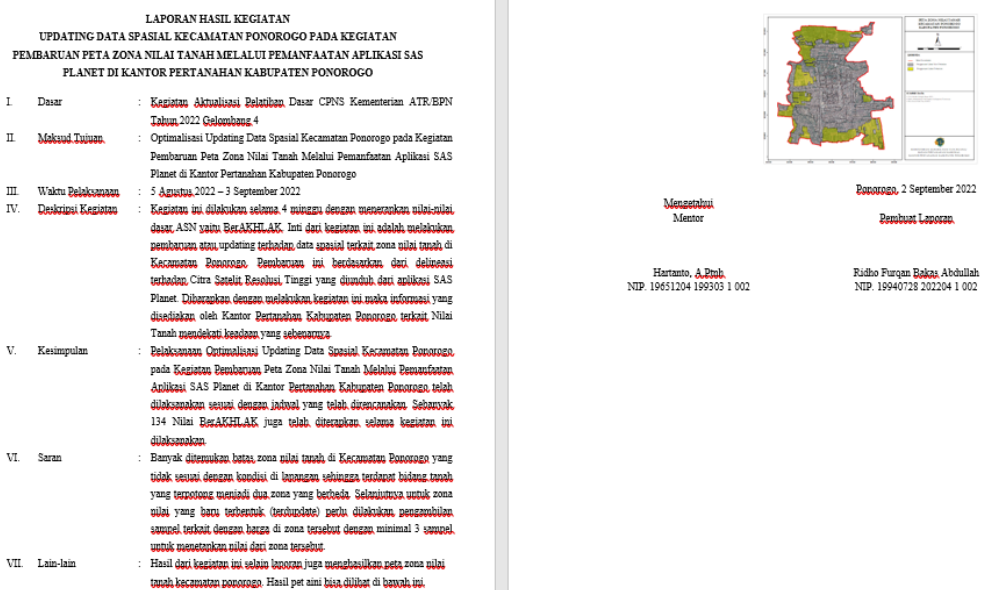 LAPORAN HASIL KEGIATAN
UPDATING DATA SPASIAL KECAMATAN PONOROGO PADA KEGIATAN
PEMBARUAN PETA ZONA NILAI TANAH MELALUI PEMANFAATAN APLIKASI SAS
PLANET DI KANTOR PERTANAHAN KABUPATEN PONOROGO
I. Dasar : Kegiatan Aktualisasi Pelatihan Dasar CPNS Kementerian ATR/BPN
Tahun 2022 Gelombang 4
II. Maksud Tujuan : Optimalisasi Updating Data Spasial Kecamatan Ponorogo pada Kegiatan
Pembaruan Peta Zona Nilai Tanah Melalui Pemanfaatan Aplikasi SAS
Planet di Kantor Pertanahan Kabupaten Ponorogo
III. Waktu Pelaksanaan : 5 Agustus 2022 – 3 September 2022
IV. Deskripsi Kegiatan : Kegiatan ini dilakukan selama 4 minggu dengan menerapkan nilai-nilai
dasar ASN yaitu BerAKHLAK. Inti dari kegiatan ini adalah melakukan
pembaruan atau updating terhadap data spasial terkait zona nilai tanah di
Kecamatan Ponorogo. Pembaruan ini berdasarkan dari delineasi
terhadap Citra Satelit Resolusi Tinggi yang diunduh dari aplikasi SAS
Planet. Diharapkan dengan melakukan kegiatan ini maka informasi yang
disediakan oleh Kantor Pertanahan Kabupaten Ponorogo terkait Nilai
Tanah mendekati keadaan yang sebenarnya.
V. Kesimpulan : Pelaksanaan Optimalisasi Updating Data Spasial Kecamatan Ponorogo
pada Kegiatan Pembaruan Peta Zona Nilai Tanah Melalui Pemanfaatan
Aplikasi SAS Planet di Kantor Pertanahan Kabupaten Ponorogo telah
dilaksanakan sesuai dengan jadwal yang telah direncanakan. Sebanyak
134 Nilai BerAKHLAK juga telah diterapkan selama kegiatan ini
dilaksanakan.
VI. Saran : Banyak ditemukan batas zona nilai tanah di Kecamatan Ponorogo yang
tidak sesuai dengan kondisi di lapangan sehingga terdapat bidang tanah
yang terpotong menjadi dua zona yang berbeda. Selanjutnya untuk zona
nilai yang baru terbentuk (terdupdate) perlu dilakukan pengambilan
sampel terkait dengan harga di zona tersebut dengan minimal 3 sampel
untuk menetapkan nilai dari zona tersebut.
VII. Lain-lain : Hasil dari kegiatan ini selain laporan juga menghasilkan peta zona nilai
tanah kecamatan ponorogo. Hasil pet aini bisa dilihat di bawah ini.
Ponorogo, 2 September 2022
Mengetahui
Mentor
Pembuat Laporan
Hartanto, A.Ptnh.
NIP. 19651204 199303 1 002
Ridho Furqan Bakas Abdullah
NIP. 19940728 202204 1 002